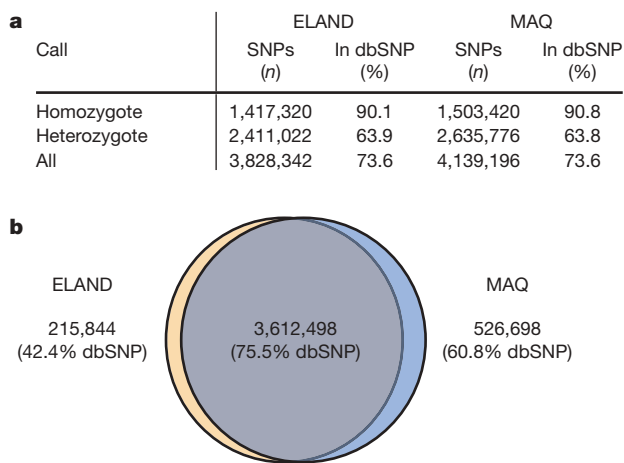 a
ELAND MAQ
Call SNPs In dbSNP SNPs In dbSNP
(n) (%) (n) (%)
Homozygote 1,417,320 90.1 1,503,420 90.8
Heterozygote 2,411,022 63.9 2,635,776 63.8
All 3,828,342 73.6 4,139,196 73.6
b
ELAND MAQ
215,844 3,612,498 526,698
(42.4% dbSNP) (75.5% dbSNP) (60.8% dbSNP)